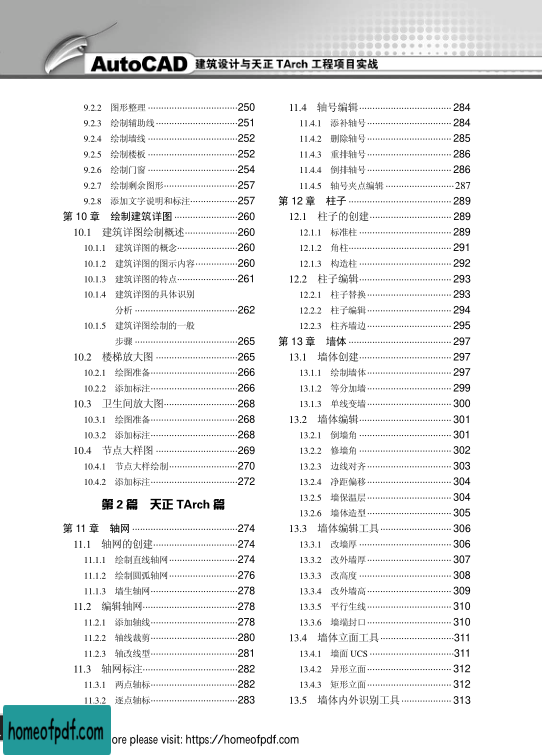 AutoCAD 建筑设计与天正 TArch 工程项目实战
9.2.2 图形整理 250
9.2.3 绘制辅助线 251
9.2.4 绘制墙线 252
9.2.5 绘制楼板 252
9.2.6 绘制门窗 254
9.2.7 绘制剩余图形 257
9.2.8 添加文字说明和标注 257
第 10 章 绘制建筑详图 260
10.1 建筑详图绘制概述 260
10.1.1 建筑详图的概念 260
10.1.2 建筑详图的图示内容 260
10.1.3 建筑详图的特点 261
10.1.4 建筑详图的具体识别
分析 262
10.1.5 建筑详图绘制的一般
步骤 265
10.2 楼梯放大图 265
10.2.1 绘图准备 266
10.2.2 添加标注 266
10.3 卫生间放大图 268
10.3.1 绘图准备 268
10.3.2 添加标注 268
10.4 节点大样图 269
10.4.1 节点大样绘制 270
10.4.2 添加标注 272
第 2 篇 天正 TArch 篇
第 11 章 轴网 274
11.1 轴网的创建 274
11.1.1 绘制直线轴网 274
11.1.2 绘制圆弧轴网 276
11.1.3 墙生轴网 278
11.2 编辑轴网 278
11.2.1 添加轴线 278
11.2.2 轴线裁剪 280
11.2.3 轴改线型 281
11.3 轴网标注 282
11.3.1 两点轴标 282
11.3.2 逐点轴标 283
11.4 轴号编辑 284
11.4.1 添补轴号 284
11.4.2 删除轴号 285
11.4.3 重排轴号 286
11.4.4 倒排轴号 286
11.4.5 轴号夹点编辑 287
第 12 章 柱子 289
12.1 柱子的创建 289
12.1.1 标准柱 289
12.1.2 角柱 291
12.1.3 构造柱 292
12.2 柱子编辑 293
12.2.1 柱子替换 293
12.2.2 柱子编辑 294
12.2.3 柱齐墙边 295
第 13 章 墙体 297
13.1 墙体创建 297
13.1.1 绘制墙体 297
13.1.2 等分加墙 299
13.1.3 单线变墙 300
13.2 墙体编辑 301
13.2.1 倒墙角 301
13.2.2 修墙角 302
13.2.3 边线对齐 303
13.2.4 净距偏移 304
13.2.5 墙保温层 304
13.2.6 墙体造型 305
13.3 墙体编辑工具 306
13.3.1 改墙厚 306
13.3.2 改外墙厚 307
13.3.3 改高度 308
13.3.4 改外墙高 309
13.3.5 平行生线 310
13.3.6 墙端封口 310
13.4 墙体立面工具 311
13.4.1 墙面 UCS 311
13.4.2 异形立面 312
13.4.3 矩形立面 312
13.5 墙体内外识别工具 313
homeofpdf.com
ore please visit: https://homeofpdf.com